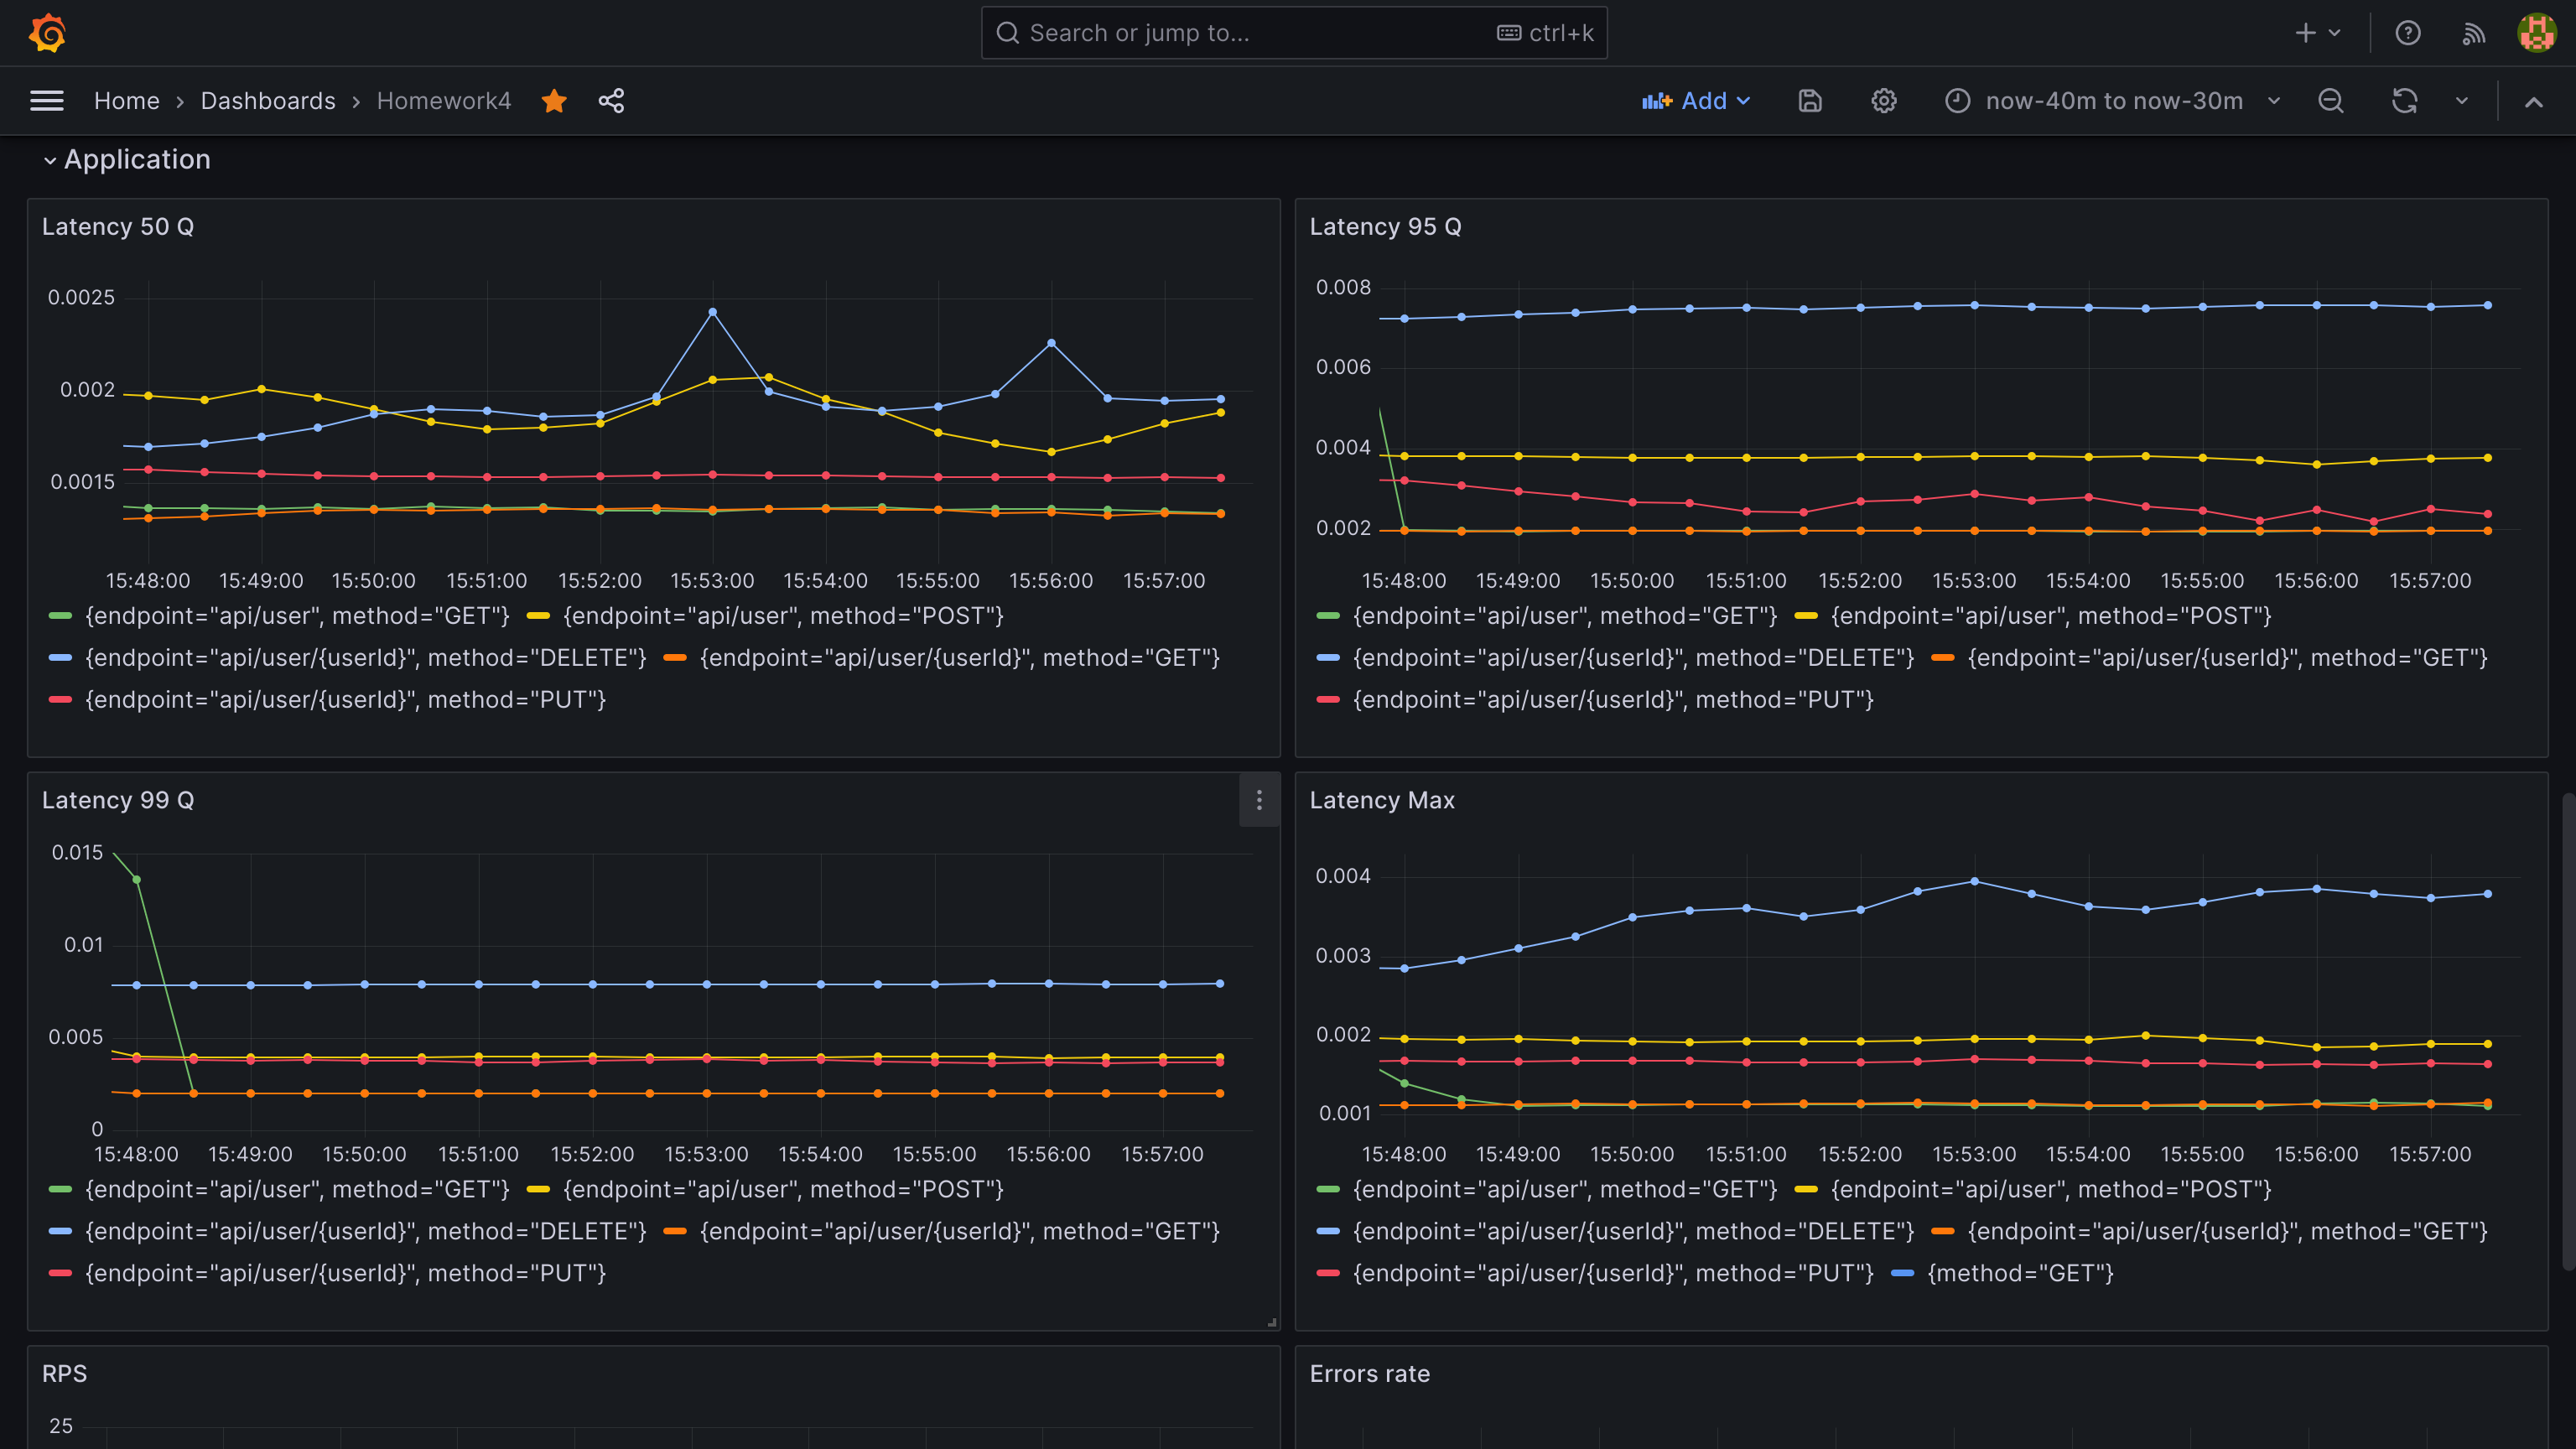 Search or jump to... ctrl+k
Home › Dashboards › Homework4 Add now-40m to now-30m
Application
Latency 50 Q
0.0025
0.002
0.0015
15:48:00 15:49:00 15:50:00 15:51:00 15:52:00 15:53:00 15:54:00 15:55:00 15:56:00 15:57:00
{endpoint="api/user", method="GET"} {endpoint="api/user", method="POST"}
{endpoint="api/user/{userId}", method="DELETE"} {endpoint="api/user/{userId}", method="GET"}
{endpoint="api/user/{userId}", method="PUT"}
Latency 95 Q
0.008
0.006
0.004
0.002
15:48:00 15:49:00 15:50:00 15:51:00 15:52:00 15:53:00 15:54:00 15:55:00 15:56:00 15:57:00
{endpoint="api/user", method="GET"} {endpoint="api/user", method="POST"}
{endpoint="api/user/{userId}", method="DELETE"} {endpoint="api/user/{userId}", method="GET"}
{endpoint="api/user/{userId}", method="PUT"}
Latency 99 Q
0.015
0.01
0.005
0
15:48:00 15:49:00 15:50:00 15:51:00 15:52:00 15:53:00 15:54:00 15:55:00 15:56:00 15:57:00
{endpoint="api/user", method="GET"} {endpoint="api/user", method="POST"}
{endpoint="api/user/{userId}", method="DELETE"} {endpoint="api/user/{userId}", method="GET"}
{endpoint="api/user/{userId}", method="PUT"}
Latency Max
0.004
0.003
0.002
0.001
15:48:00 15:49:00 15:50:00 15:51:00 15:52:00 15:53:00 15:54:00 15:55:00 15:56:00 15:57:00
{endpoint="api/user", method="GET"} {endpoint="api/user", method="POST"}
{endpoint="api/user/{userId}", method="DELETE"} {endpoint="api/user/{userId}", method="GET"}
{endpoint="api/user/{userId}", method="PUT"} {method="GET"}
RPS
25
Errors rate